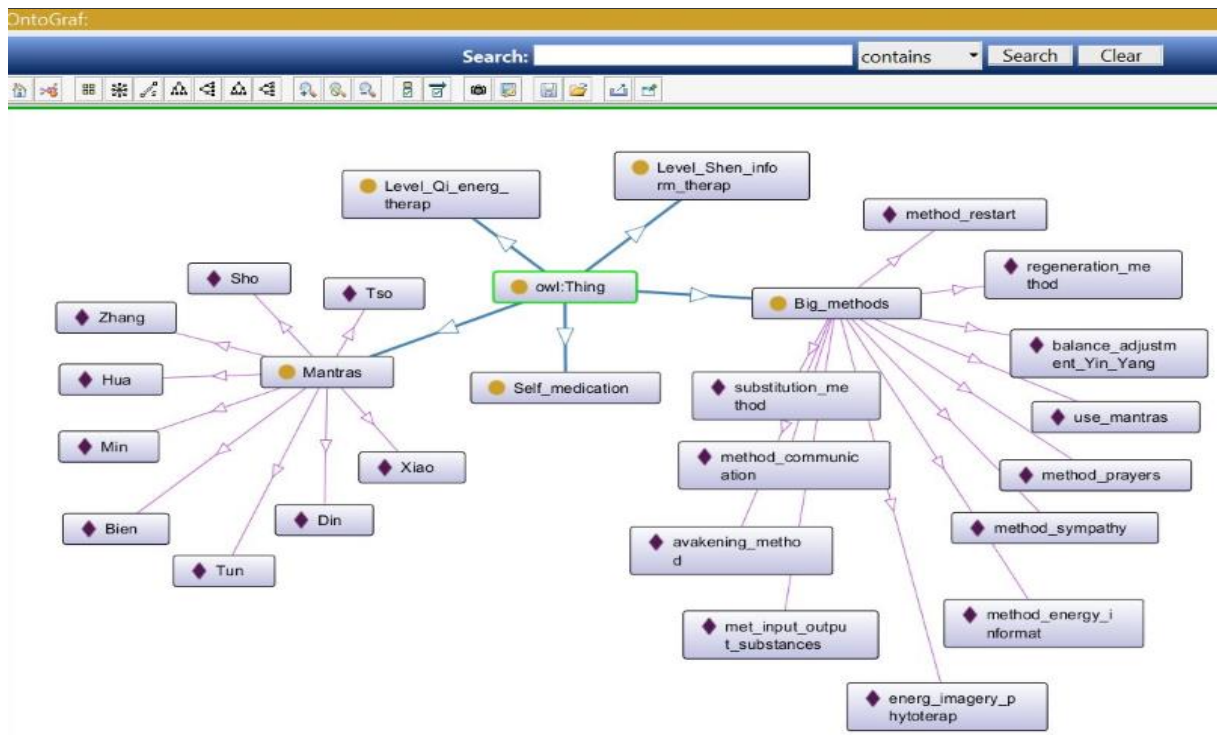 OntoGraf:
Search:
contains
Search
Clear
Level_Qi_energ_
therap
Level_Shen_info
rm_therap
method_restart
regeneration_me
thod
Sho
Tso
owl:Thing
Big_methods
Zhang
balance_adjustm
ent_Yin_Yang
Hua
Mantras
Self_medication
substitution_me
thod
use_mantras
Min
Xiao
method_communic
ation
method_prayers
Bien
Din
avakening_metho
d
method_sympathy
Tun
met_input_outpu
t_substances
method_energy_i
nformat
energ_imagery_p
hytoterap